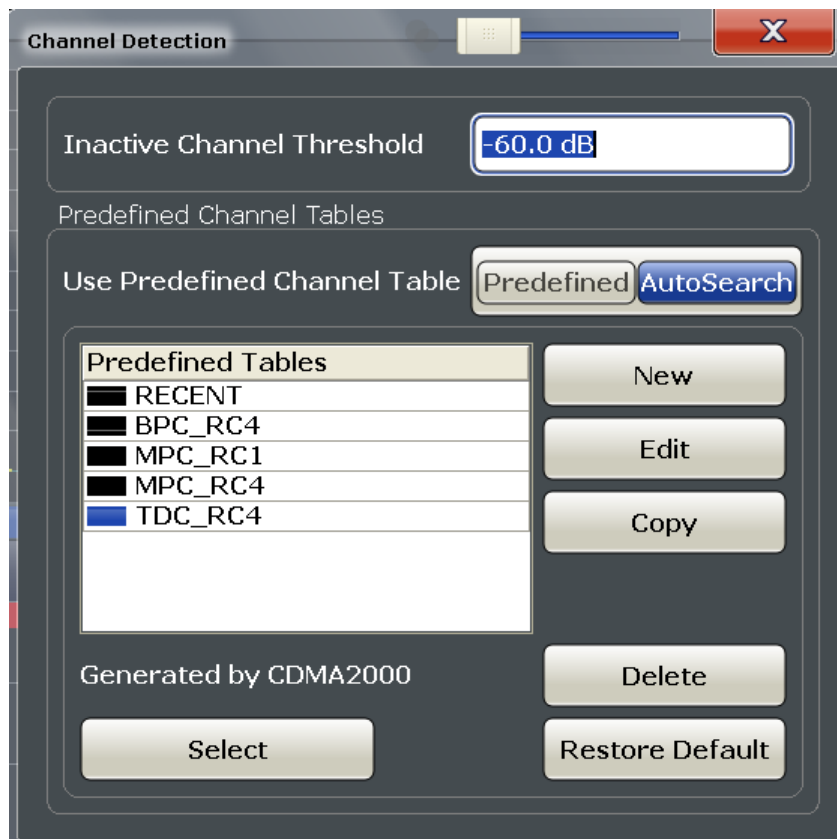 Channel Detection
Inactive Channel Threshold -60.0 dB
Predefined Channel Tables
Use Predefined Channel Table Predefined AutoSearch
Predefined Tables
RECENT
BPC_RC4
MPC_RC1
MPC_RC4
TDC_RC4
New
Edit
Copy
Generated by CDMA2000
Delete
Select
Restore Default